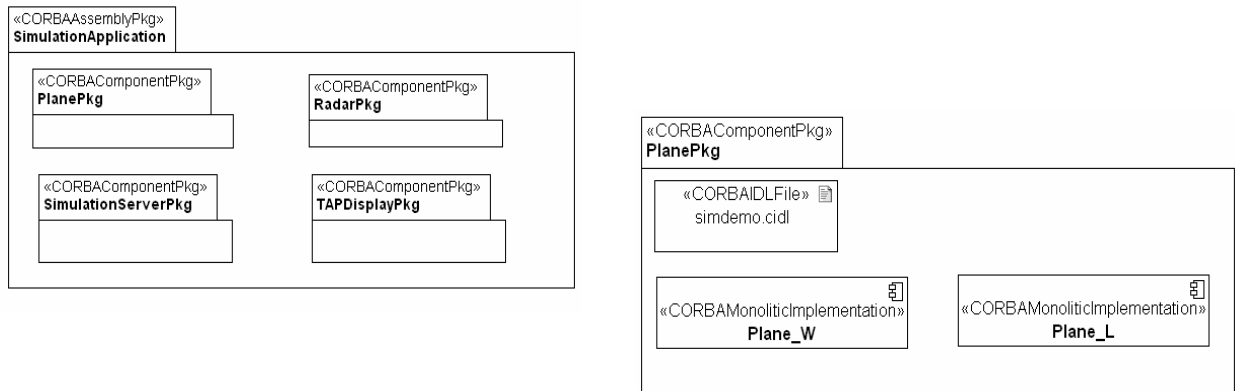 «CORBAAssemblyPkg»
SimulationApplication
«CORBAComponentPkg»
PlanePkg
«CORBAComponentPkg»
RadarPkg
«CORBAComponentPkg»
SimulationServerPkg
«CORBAComponentPkg»
TAPDisplayPkg
«CORBAComponentPkg»
PlanePkg
«CORBAIDLFile»
simdemo.cidl
«CORBAMonoliticImplementation»
Plane_W
«CORBAMonoliticImplementation»
Plane_L